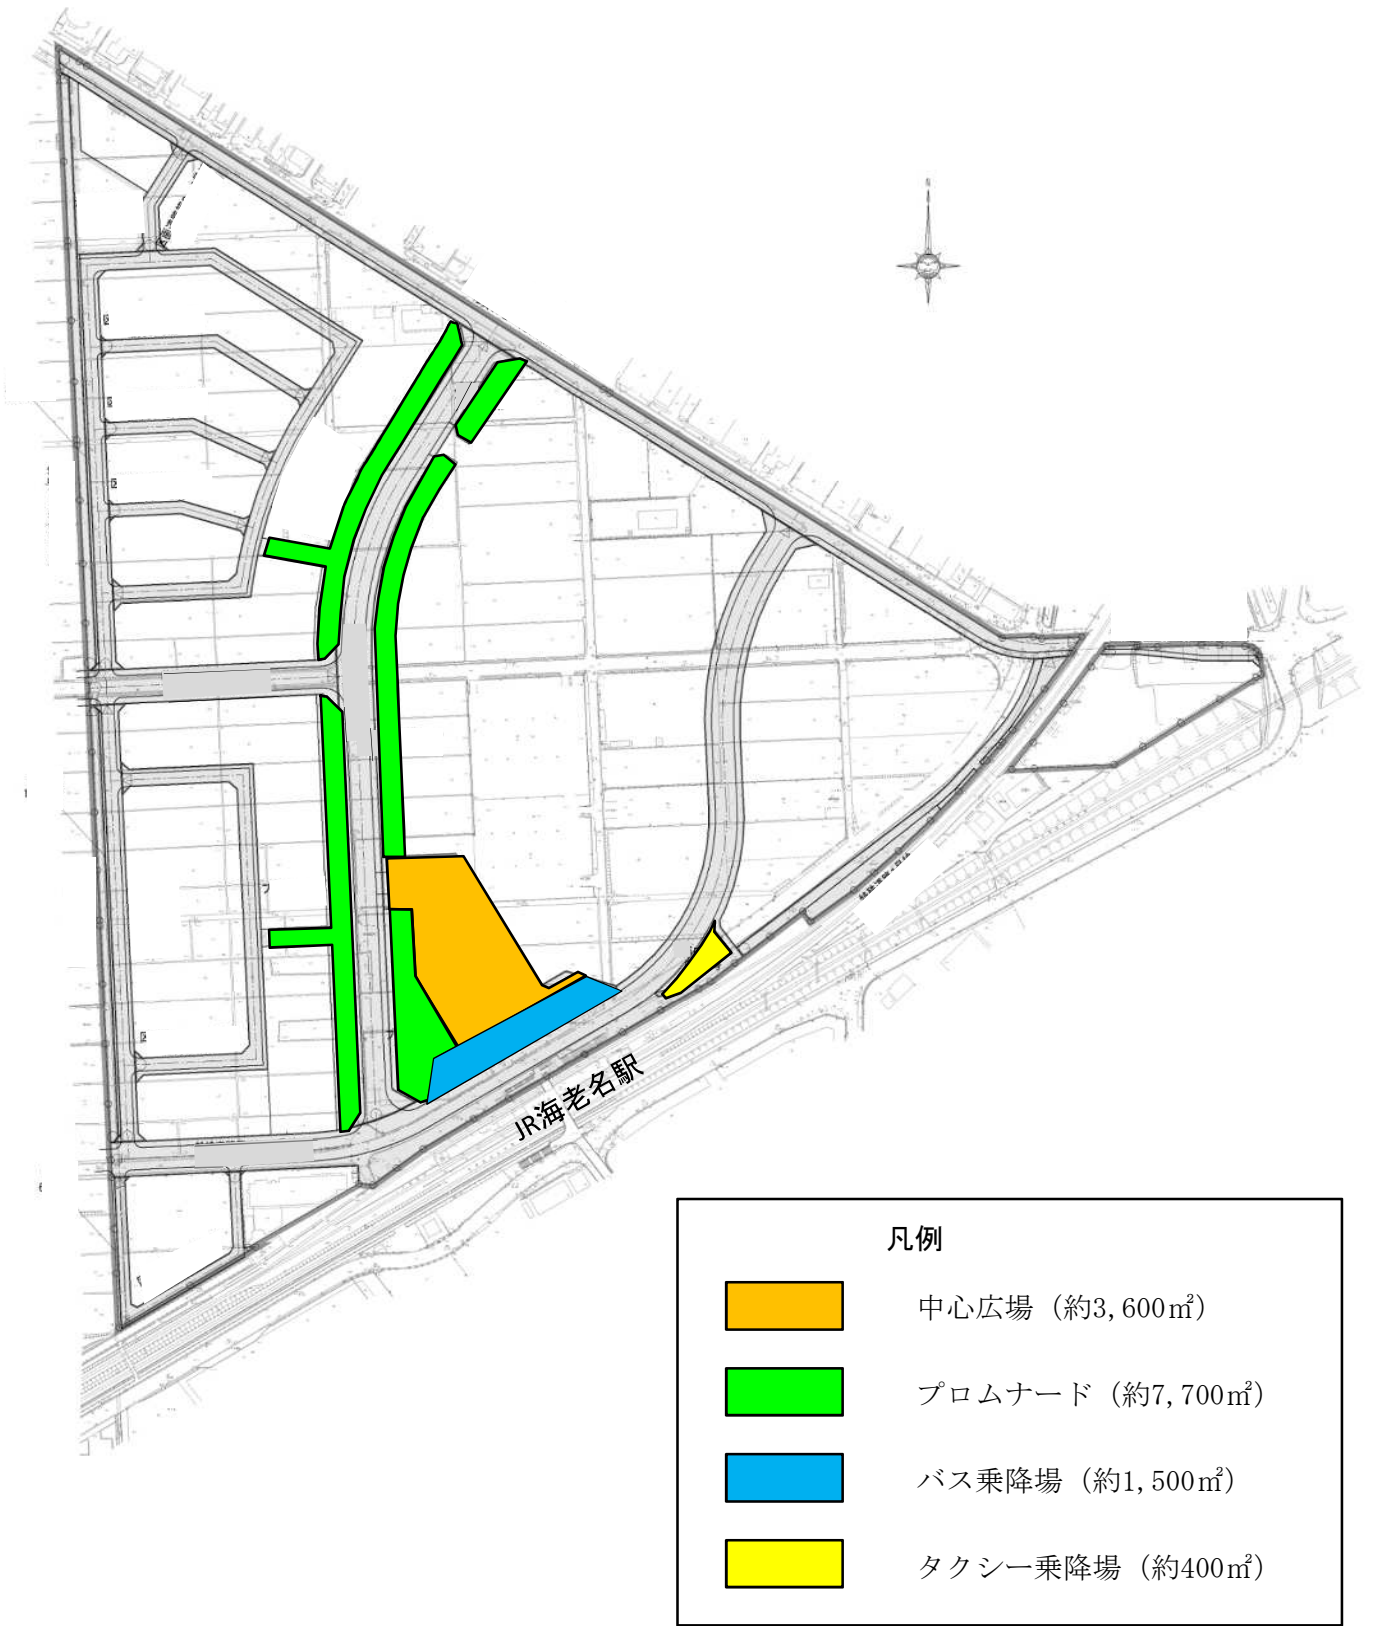 JR海老名駅
凡例
中心広場（約3,600㎡）
プロムナード（約7,700㎡）
バス乗降場（約1,500㎡）
タクシー乗降場（約400㎡）